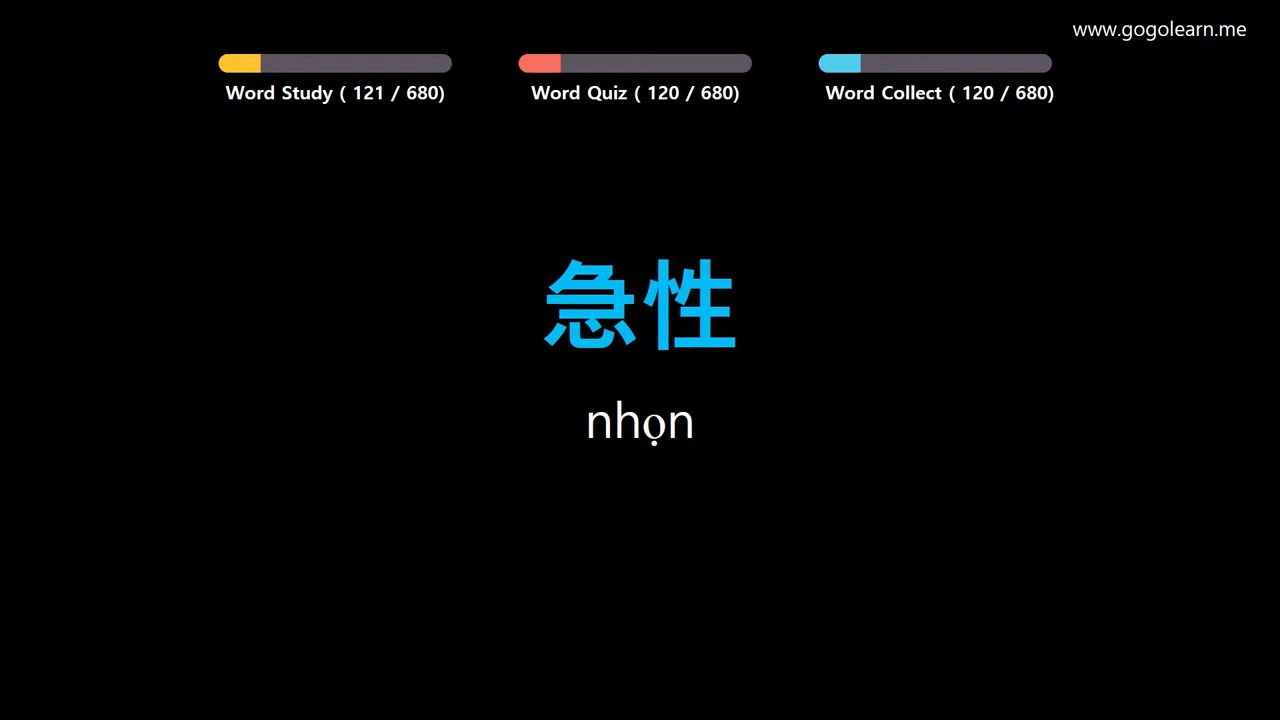 www.gogolearn.me
Word Study ( 121 / 680)
Word Quiz ( 120 / 680)
Word Collect ( 120 / 680)
急性
nhọn